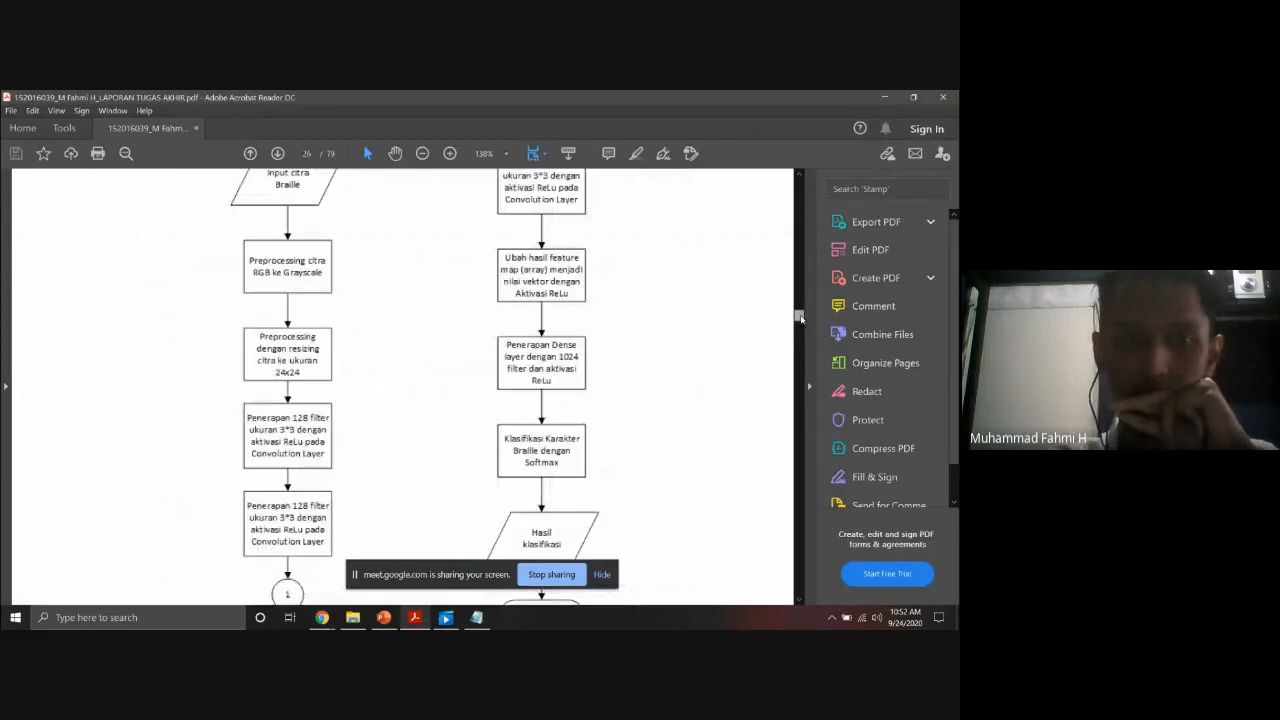 152016039_M Fahmi H_LAPORAN TUGAS AKHIR.pdf - Adobe Acrobat Reader DC
File Edit View Sign Window Help
Home Tools 152016039_M Fahm... × Sign In
26 / 79 138%
Input citra
Braille
Preprocessing citra
RGB ke Grayscale
Preprocessing
dengan resizing
citra ke ukuran
24x24
Penerapan 128 filter
ukuran 3*3 dengan
aktivasi ReLu pada
Convolution Layer
Penerapan 128 filter
ukuran 3*3 dengan
aktivasi ReLu pada
Convolution Layer
1
ukuran 3*3 dengan
aktivasi ReLu pada
Convolution Layer
Ubah hasil feature
map (array) menjadi
nilai vektor dengan
Aktivasi ReLu
Penerapan Dense
layer dengan 1024
filter dan aktivasi
ReLu
Klasifikasi Karakter
Braille dengan
Softmax
Hasil
klasifikasi
Search 'Stamp'
Export PDF
Edit PDF
Create PDF
Comment
Combine Files
Organize Pages
Redact
Protect
Compress PDF
Fill & Sign
Send for Comme
Create, edit and sign PDF
forms & agreements
Start Free Trial
meet.google.com is sharing your screen. Stop sharing Hide
Type here to search
10:52 AM
9/24/2020
Muhammad Fahmi H